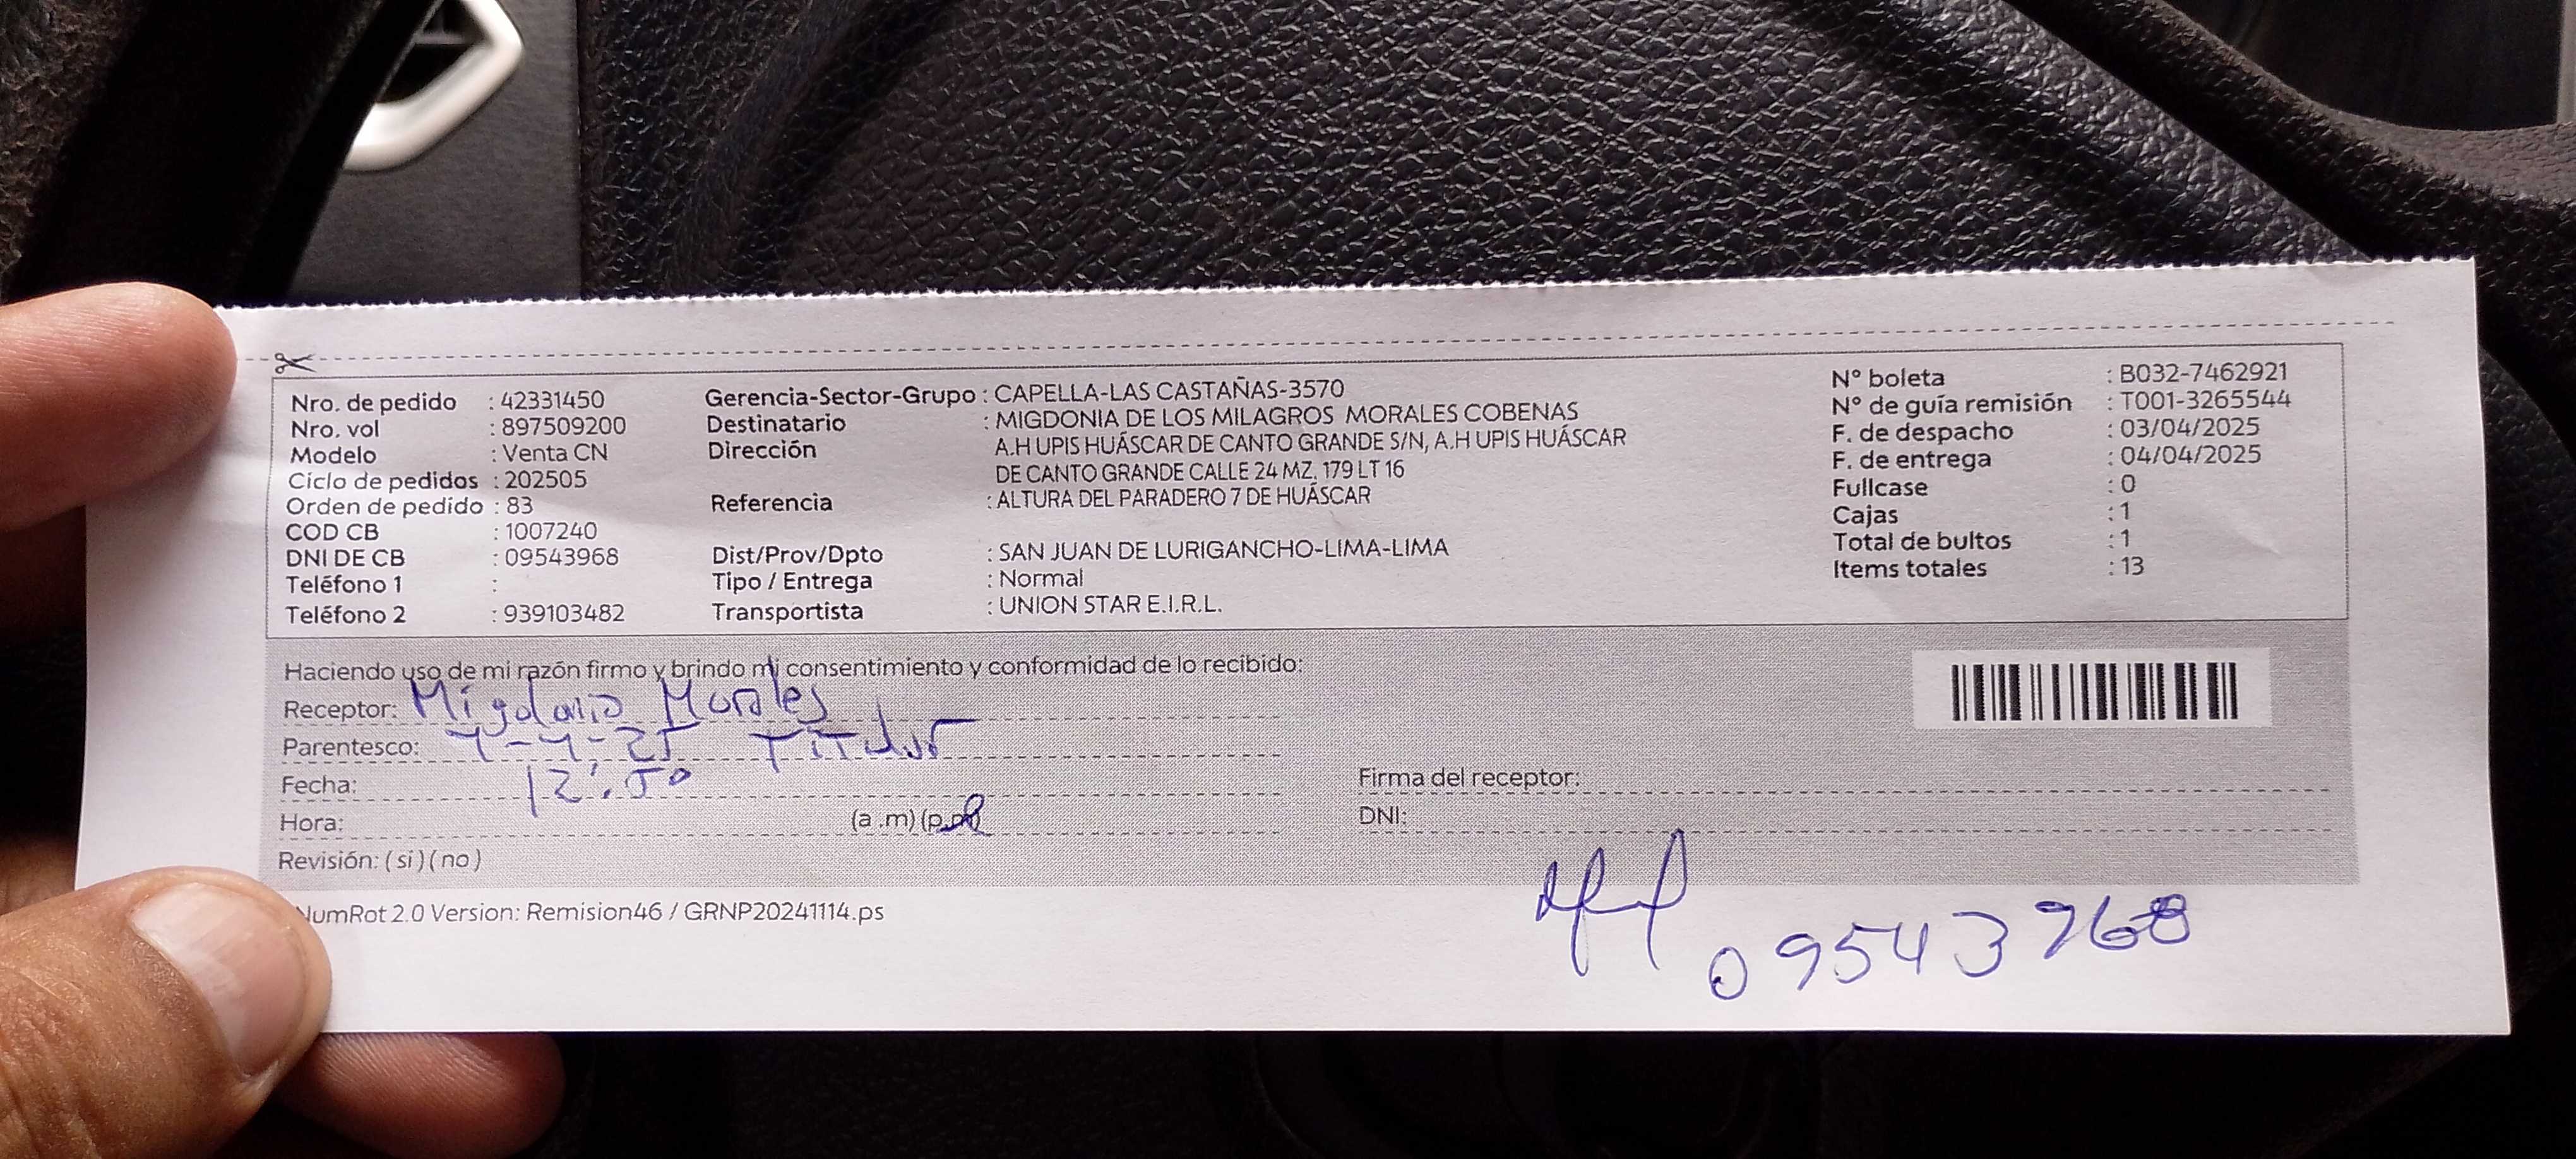 Nro. de pedido : 42331450
Nro. vol : 897509200
Modelo : Venta CN
Ciclo de pedidos : 202505
Orden de pedido : 83
COD CB : 1007240
DNI DE CB : 09543968
Teléfono 1 :
Teléfono 2 : 939103482
Gerencia-Sector-Grupo : CAPELLA-LAS CASTAÑAS-3570
Destinatario : MIGDONIA DE LOS MILAGROS MORALES COBENAS
Dirección A.H UPIS HUÁSCAR DE CANTO GRANDE S/N, A.H UPIS HUÁSCAR
DE CANTO GRANDE CALLE 24 MZ. 179 LT 16
Referencia : ALTURA DEL PARADERO 7 DE HUÁSCAR
Dist/Prov/Dpto : SAN JUAN DE LURIGANCHO-LIMA-LIMA
Tipo / Entrega : Normal
Transportista : UNION STAR E.I.R.L.
N° boleta : B032-7462921
N° de guía remisión : T001-3265544
F. de despacho : 03/04/2025
F. de entrega : 04/04/2025
Fullcase : 0
Cajas : 1
Total de bultos : 1
Items totales : 13
Haciendo uso de mi razón firmo y brindo mi consentimiento y conformidad de lo recibido:
Receptor: Migdonia Morales
Parentesco: 4-4-25 Titular
Fecha: 12:50
Hora: (a .m) (p.m)
Revisión: ( si ) ( no )
Firma del receptor:
DNI:
09543968
NumRot 2.0 Version: Remision46 / GRNP20241114.ps